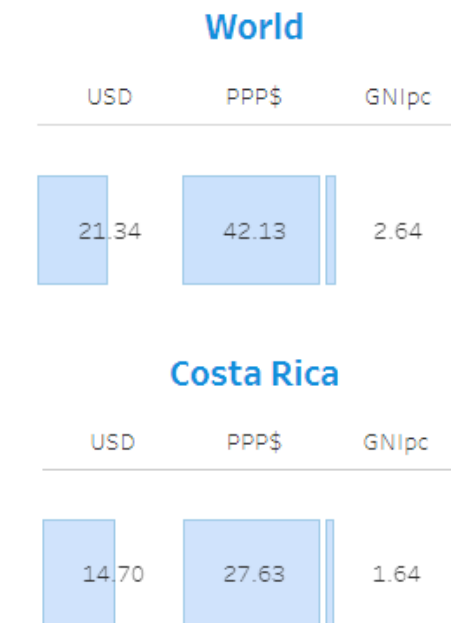 World
USD PPP$ GNIpc
21.34 42.13 2.64
Costa Rica
USD PPP$ GNIpc
14.70 27.63 1.64